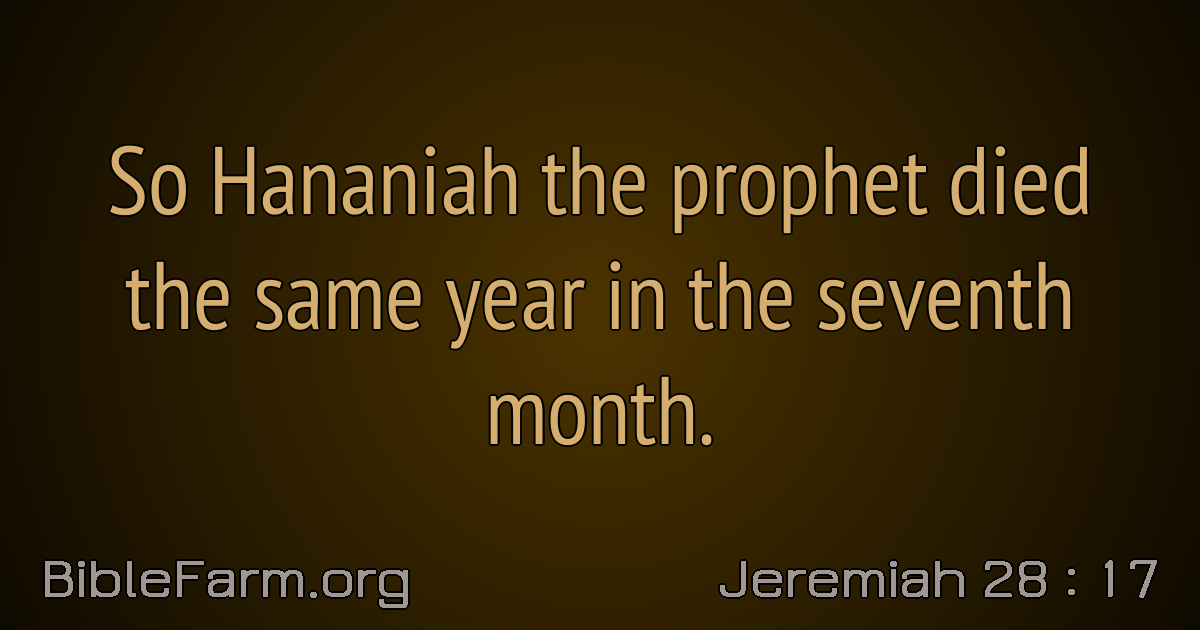 So Hananiah the prophet died
the same year in the seventh
month.
BibleFarm.org
Jeremiah 28 : 17